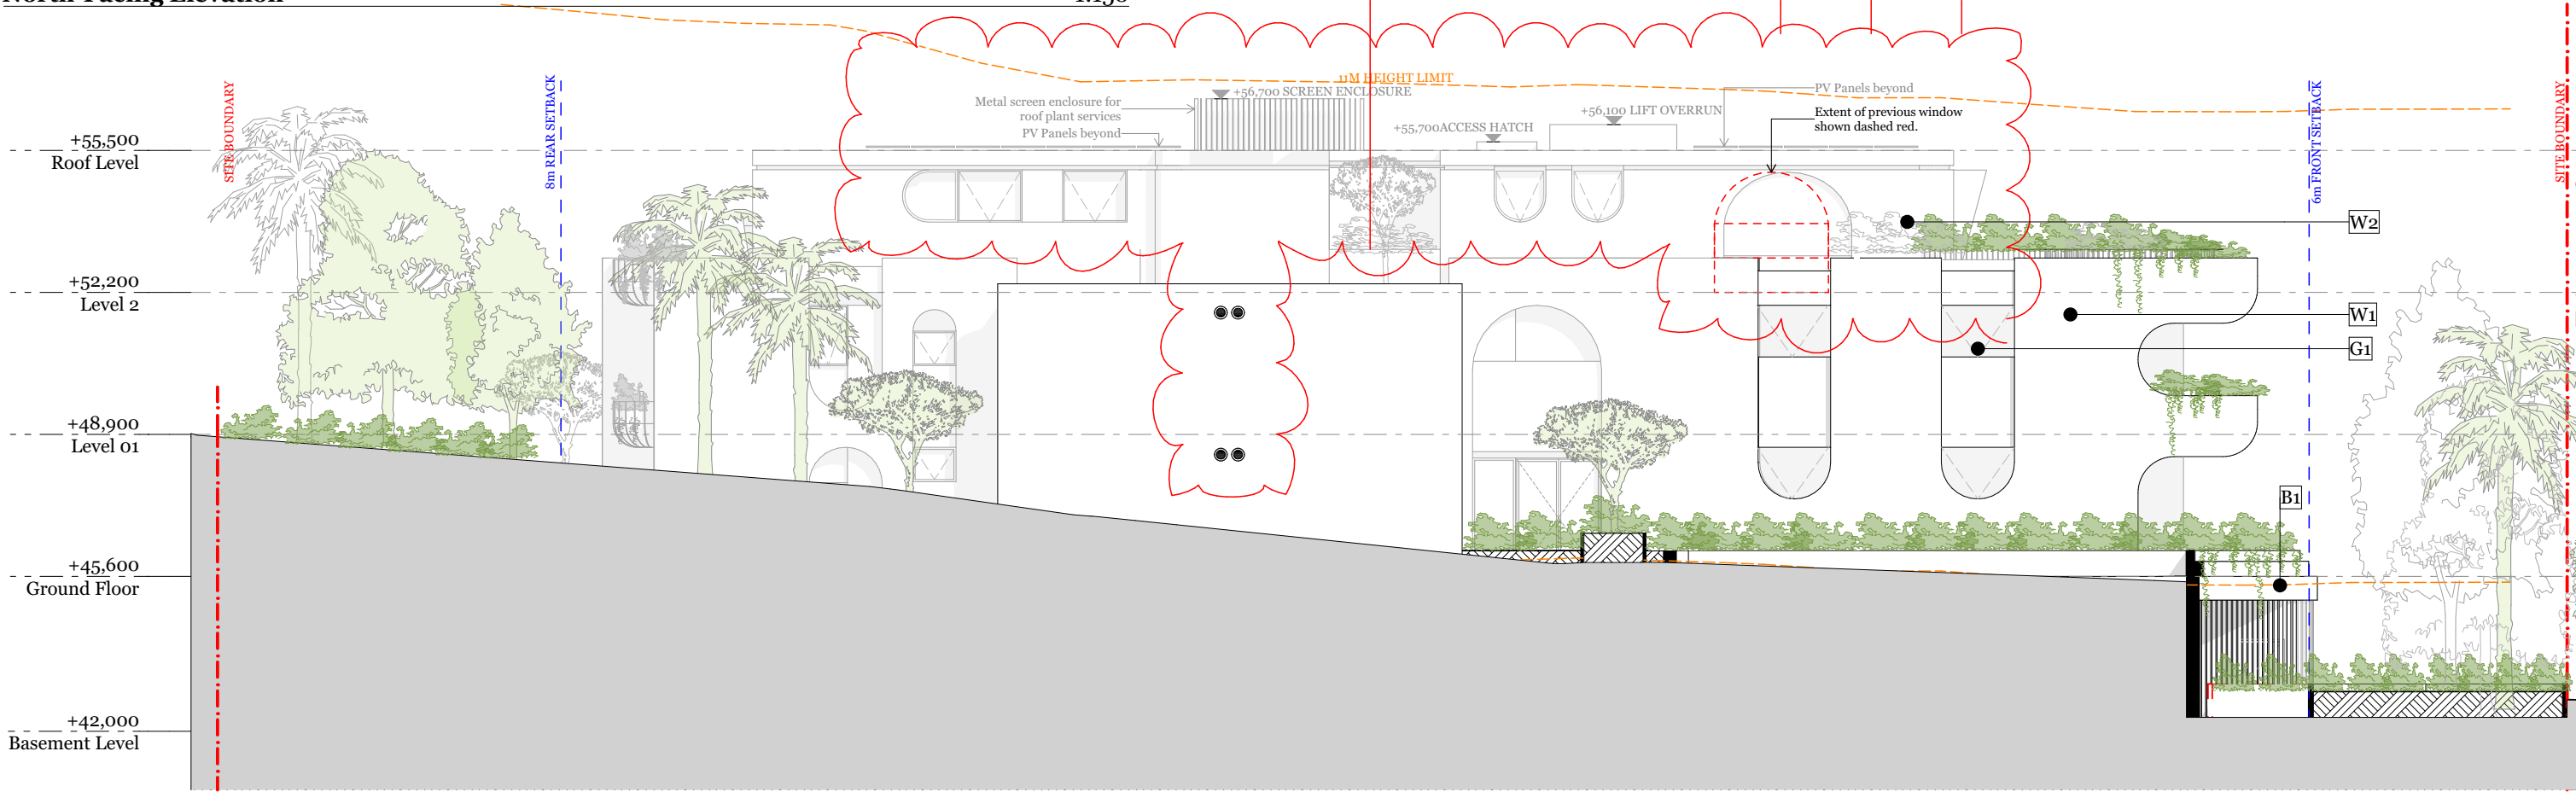 11M HEIGHT LIMIT
+56,700 SCREEN ENCLOSURE
Metal screen enclosure for
roof plant services
PV Panels beyond
+55,700ACCESS HATCH
+56,100 LIFT OVERRUN
PV Panels beyond
Extent of previous window
shown dashed red.
SITE BOUNDARY
8m REAR SETBACK
6m FRONT SETBACK
SITE BOUNDARY
+55,500
Roof Level
+52,200
Level 2
+48,900
Level 01
+45,600
Ground Floor
+42,000
Basement Level
W2
W1
G1
B1